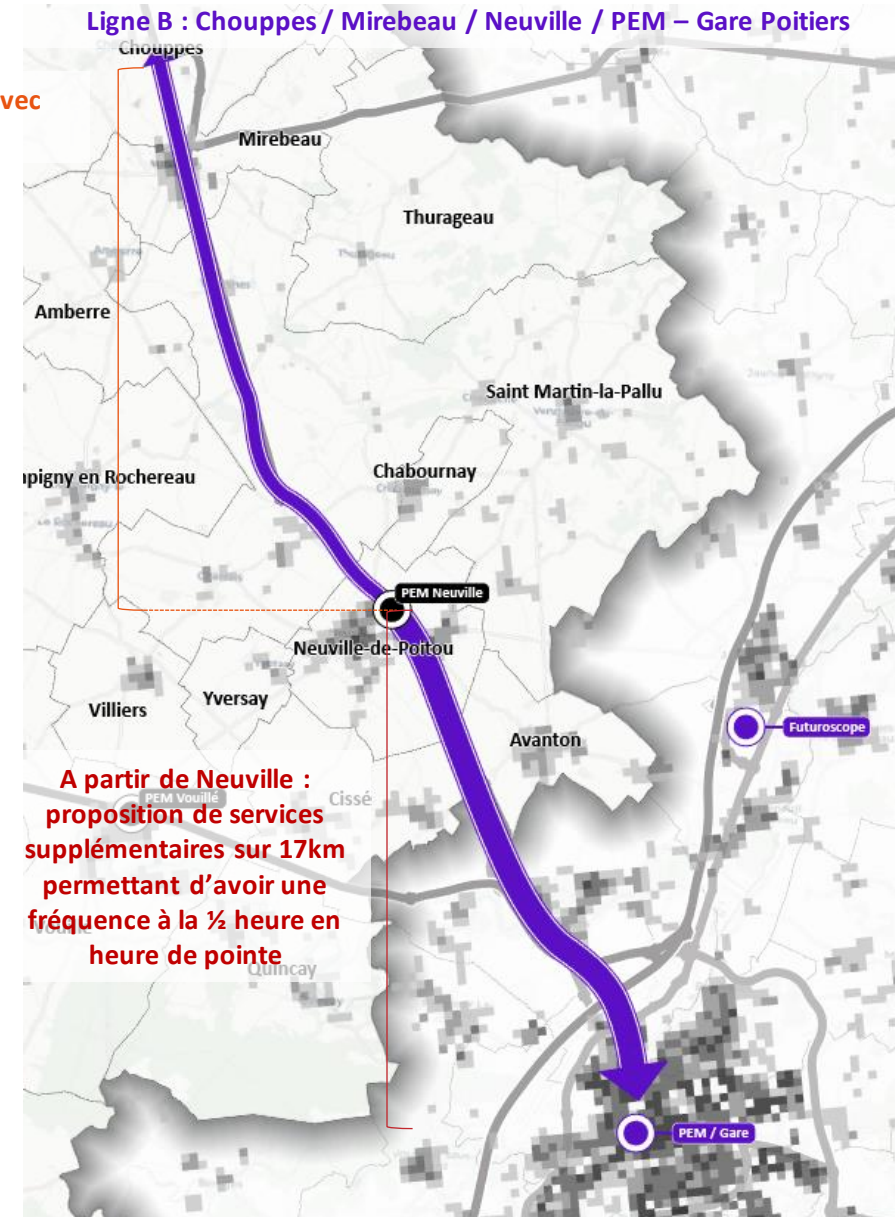 Ligne B : Chouppes / Mirebeau / Neuville / PEM – Gare Poitiers
Chouppes
vec
Mirebeau
Thurageau
Amberre
Saint Martin-la-Pallu
pigny en Rochereau
Chabournay
PEM Neuville
Neuville-de-Poitou
Villiers
Yversay
Avanton
Futuroscope
A partir de Neuville :
PEM Vouillé
Cissé
proposition de services
supplémentaires sur 17km
permettant d’avoir une
fréquence à la ½ heure en
heure de pointe
Quinçay
PEM / Gare